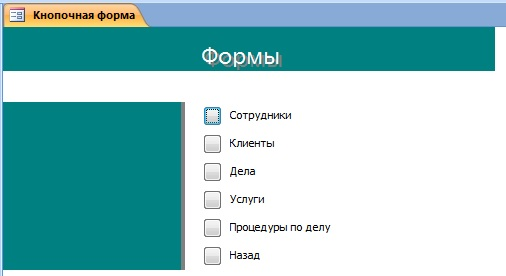 Кнопочная форма
Формы
Сотрудники
Клиенты
Дела
Услуги
Процедуры по делу
Назад